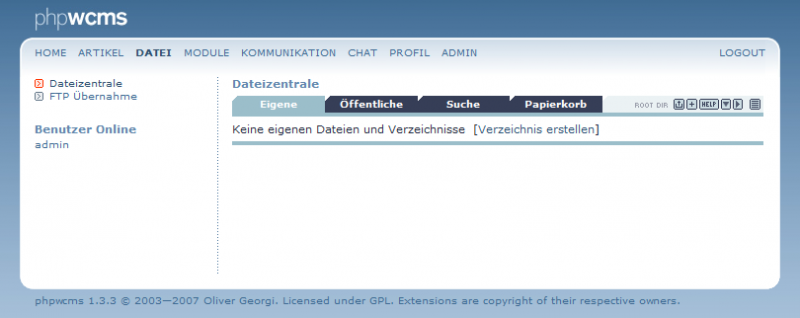 phpwcms
HOME ARTIKEL DATEI MODULE KOMMUNIKATION CHAT PROFIL ADMIN LOGOUT
Dateizentrale
FTP Übernahme
Benutzer Online
admin
Dateizentrale
Eigene Öffentliche Suche Papierkorb ROOT DIR HELP
Keine eigenen Dateien und Verzeichnisse [Verzeichnis erstellen]
phpwcms 1.3.3 © 2003—2007 Oliver Georgi. Licensed under GPL. Extensions are copyright of their respective owners.